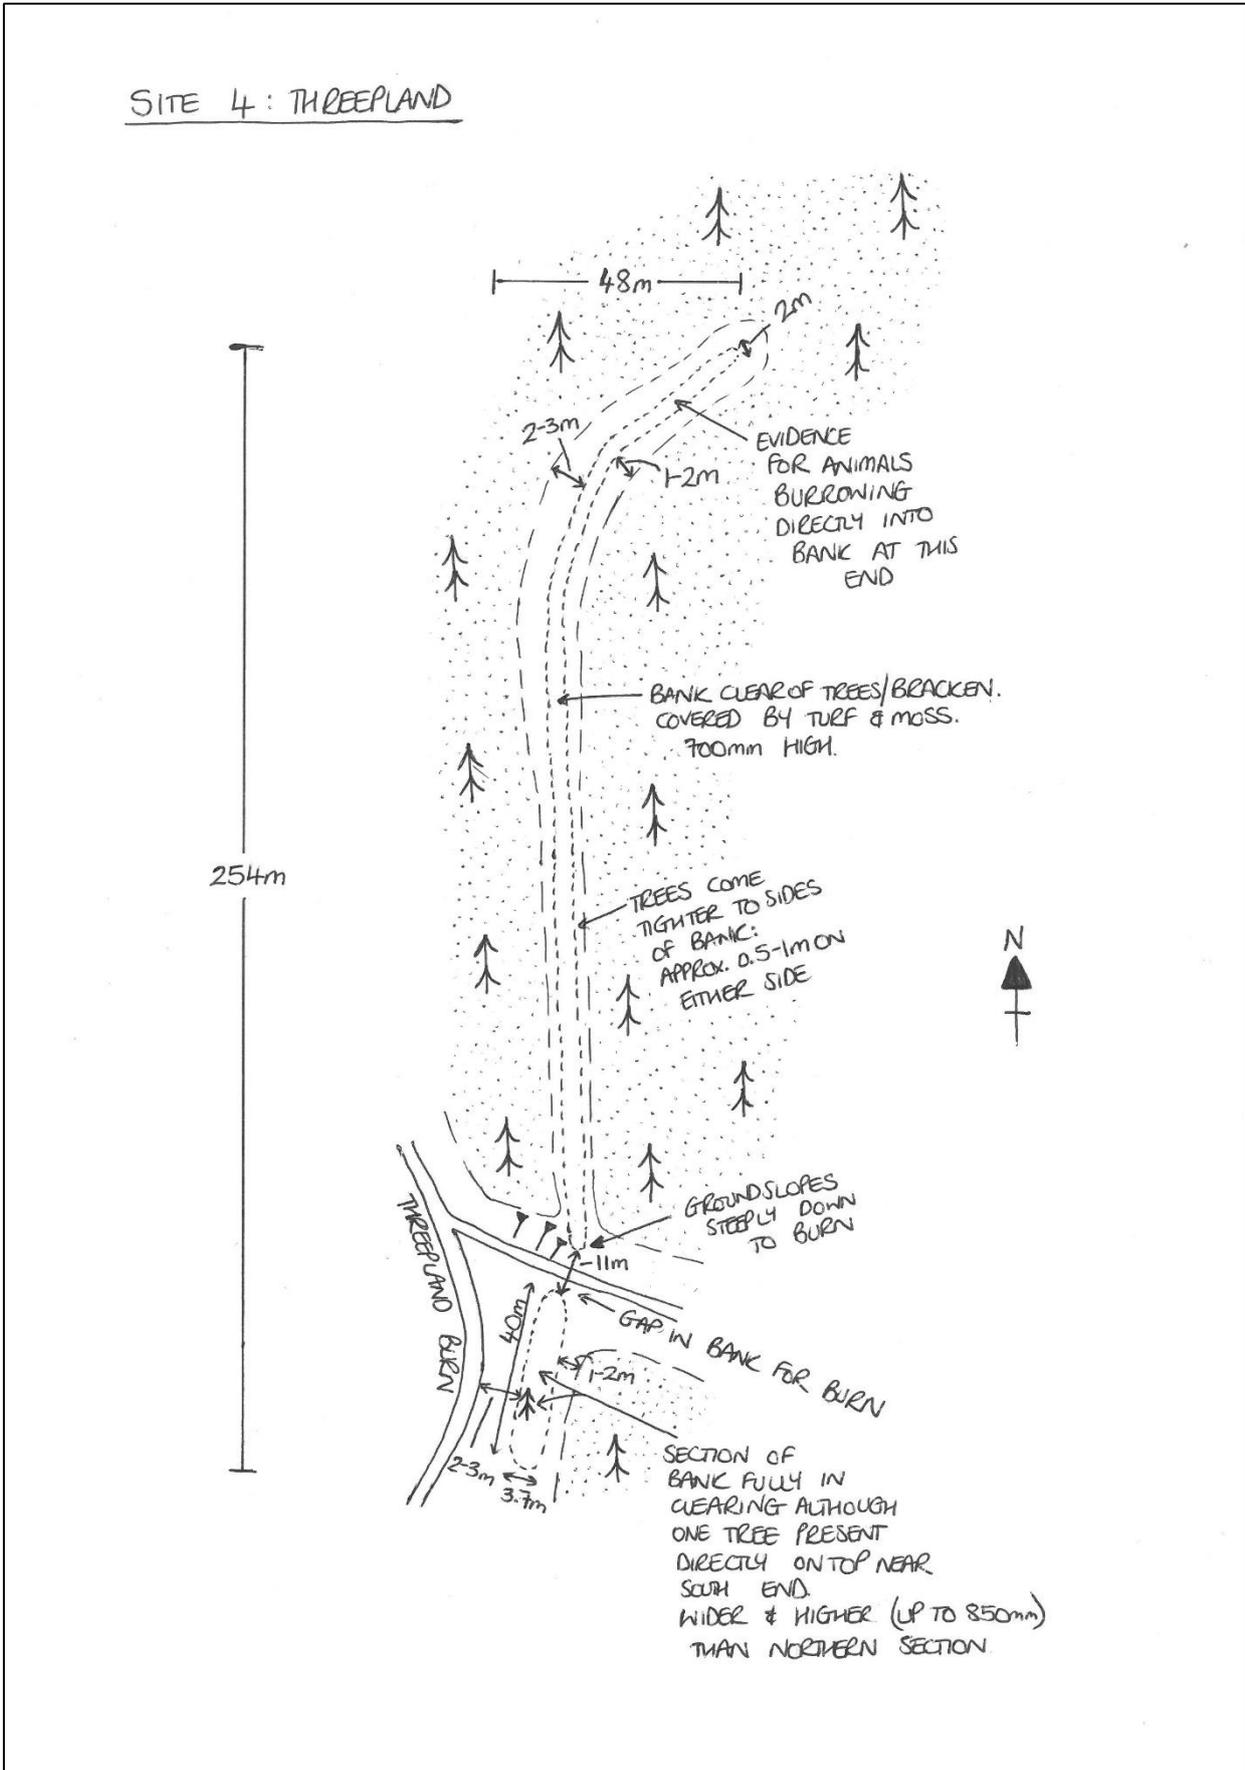 SITE 4: THREEPLAND
48m
2m
2-3m
1-2m
EVIDENCE
FOR ANIMALS
BURROWING
DIRECTLY INTO
BANK AT THIS
END
BANK CLEAR OF TREES/BRACKEN.
COVERED BY TURF & MOSS.
700mm HIGH.
254m
TREES COME
TIGHTER TO SIDES
OF BANK:
APPROX. 0.5-1m ON
EITHER SIDE
N
GROUND SLOPES
STEEPLY DOWN
TO BURN
THREEPLAND BURN
11m
40m
GAP IN BANK FOR BURN
1-2m
2-3m
3.7m
SECTION OF
BANK FULLY IN
CLEARING ALTHOUGH
ONE TREE PRESENT
DIRECTLY ON TOP NEAR
SOUTH END.
WIDER & HIGHER (UP TO 850mm)
THAN NORTHERN SECTION